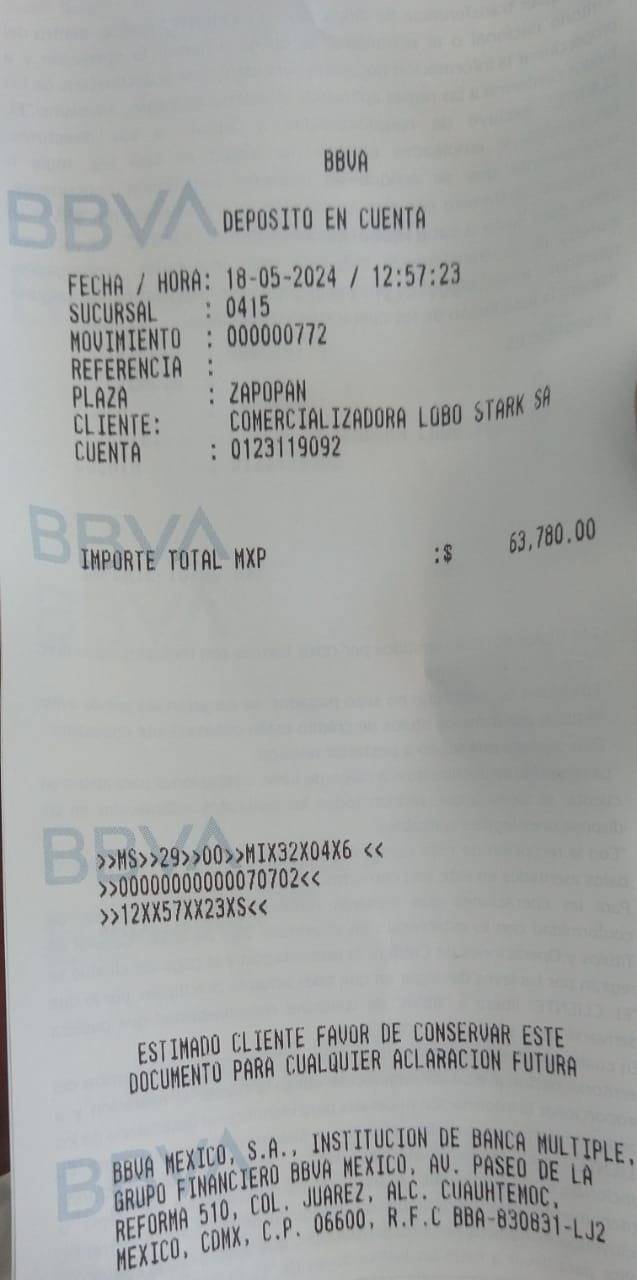 BBVA
DEPOSITO EN CUENTA
FECHA / HORA: 18-05-2024 / 12:57:23
SUCURSAL : 0415
MOVIMIENTO : 000000772
REFERENCIA :
PLAZA : ZAPOPAN
CLIENTE: COMERCIALIZADORA LOBO STARK SA
CUENTA : 0123119092
IMPORTE TOTAL MXP :$ 63,780.00
>>MS>>29>>00>>MIX32X04X6 <<
>>00000000000070702<<
>>12XX57XX23XS<<
ESTIMADO CLIENTE FAVOR DE CONSERVAR ESTE
DOCUMENTO PARA CUALQUIER ACLARACION FUTURA
BBVA MEXICO, S.A., INSTITUCION DE BANCA MULTIPLE,
GRUPO FINANCIERO BBVA MEXICO, AV. PASEO DE LA
REFORMA 510, COL. JUAREZ, ALC. CUAUHTEMOC,
MEXICO, CDMX, C.P. 06600, R.F.C BBA-830831-LJ2